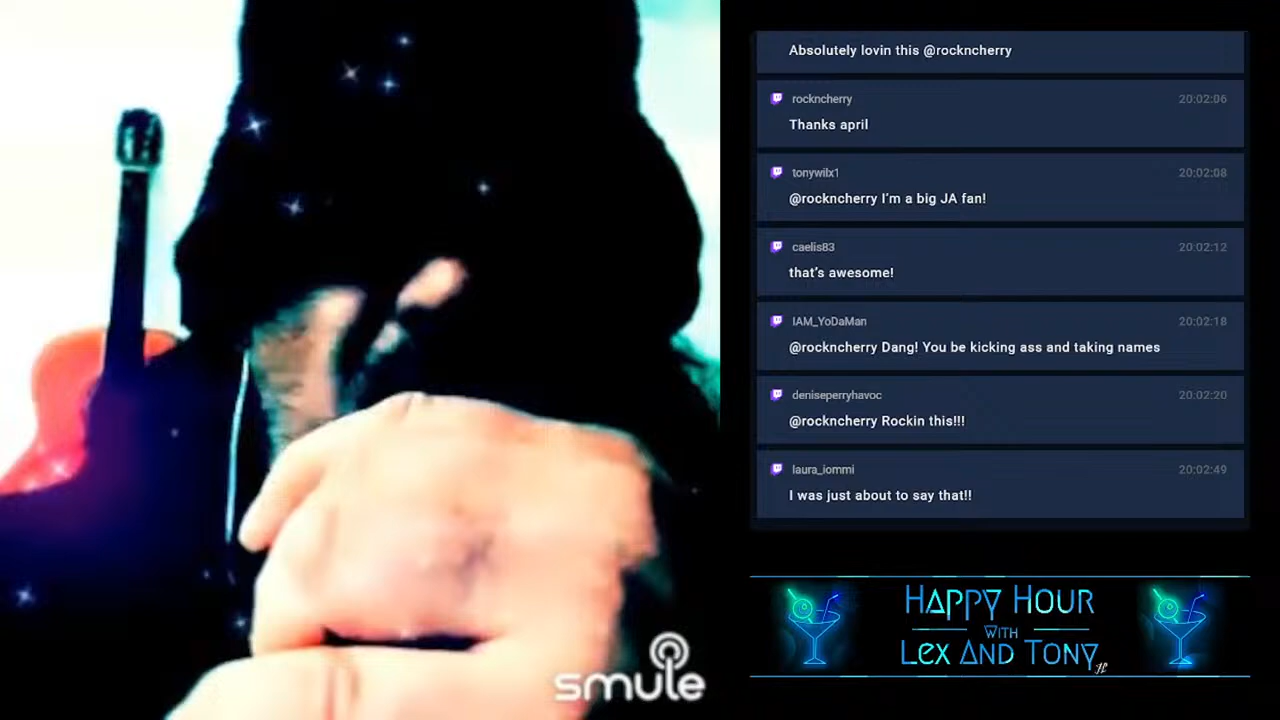 Absolutely lovin this @rockncherry
rockncherry 20:02:06
Thanks april
tonywilx1 20:02:08
@rockncherry I'm a big JA fan!
caelis83 20:02:12
that's awesome!
IAM_YoDaMan 20:02:18
@rockncherry Dang! You be kicking ass and taking names
deniseperryhavoc 20:02:20
@rockncherry Rockin this!!!
laura_iommi 20:02:49
I was just about to say that!!
smule
Happy Hour
with
Lex And Tony